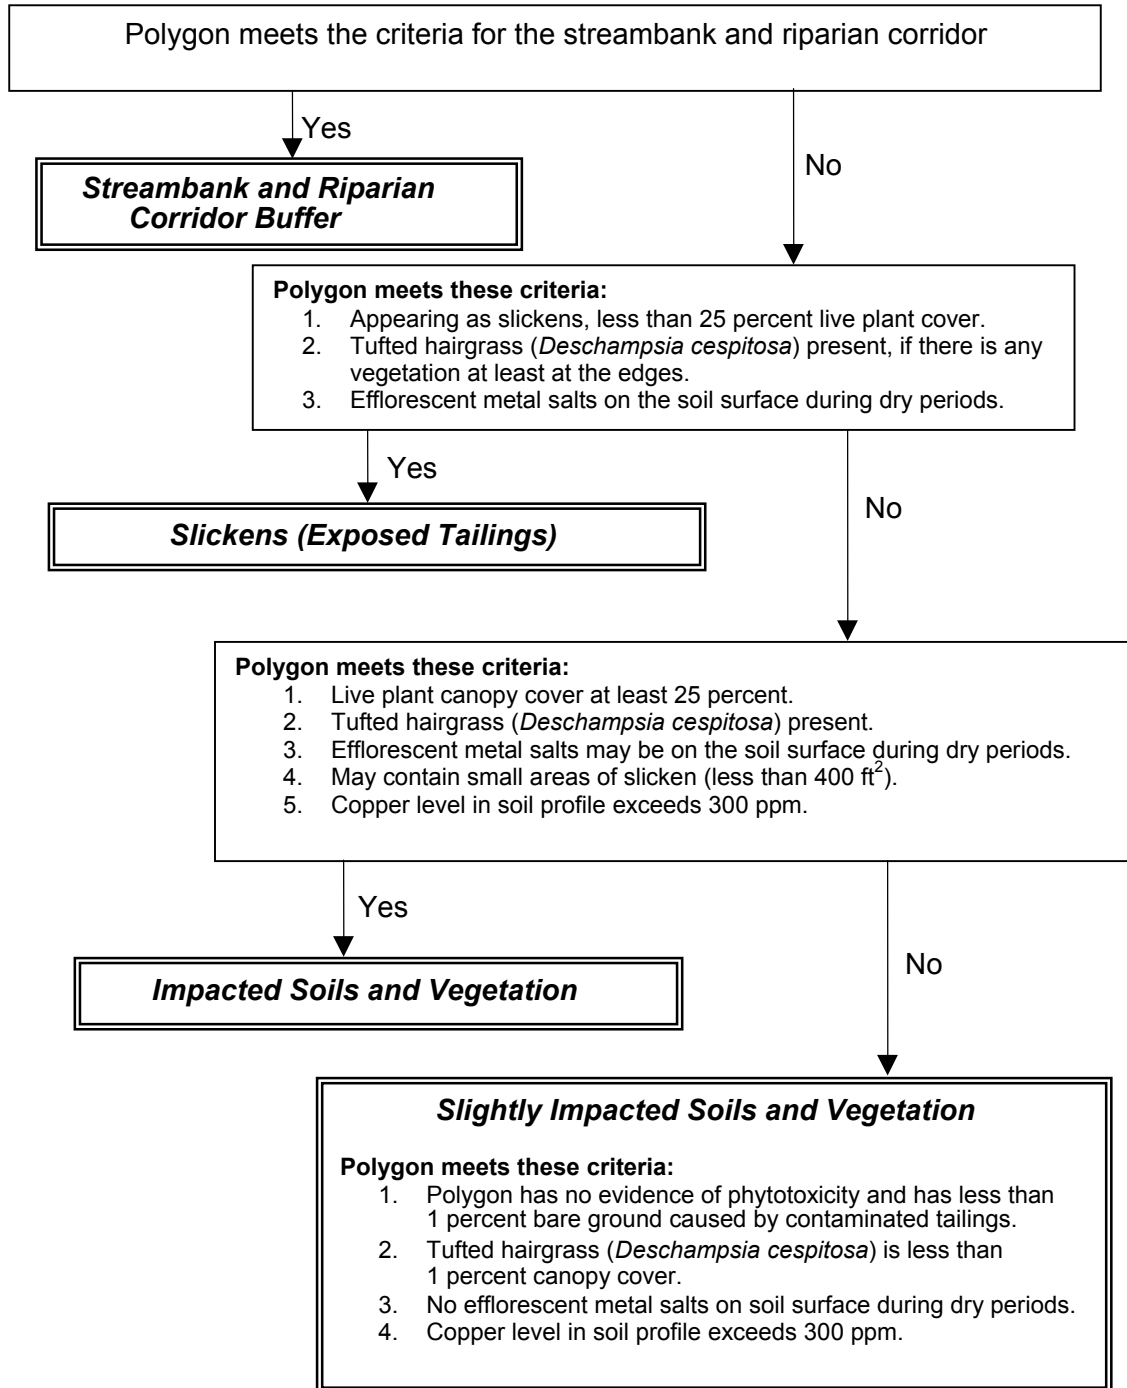 Polygon meets the criteria for the streambank and riparian corridor
Yes
No
Streambank and Riparian
Corridor Buffer
Polygon meets these criteria:
1. Appearing as slickens, less than 25 percent live plant cover.
2. Tufted hairgrass (Deschampsia cespitosa) present, if there is any
vegetation at least at the edges.
3. Efflorescent metal salts on the soil surface during dry periods.
Yes
No
Slickens (Exposed Tailings)
Polygon meets these criteria:
1. Live plant canopy cover at least 25 percent.
2. Tufted hairgrass (Deschampsia cespitosa) present.
3. Efflorescent metal salts may be on the soil surface during dry periods.
4. May contain small areas of slicken (less than 400 ft²).
5. Copper level in soil profile exceeds 300 ppm.
Yes
No
Impacted Soils and Vegetation
Slightly Impacted Soils and Vegetation
Polygon meets these criteria:
1. Polygon has no evidence of phytotoxicity and has less than
1 percent bare ground caused by contaminated tailings.
2. Tufted hairgrass (Deschampsia cespitosa) is less than
1 percent canopy cover.
3. No efflorescent metal salts on soil surface during dry periods.
4. Copper level in soil profile exceeds 300 ppm.